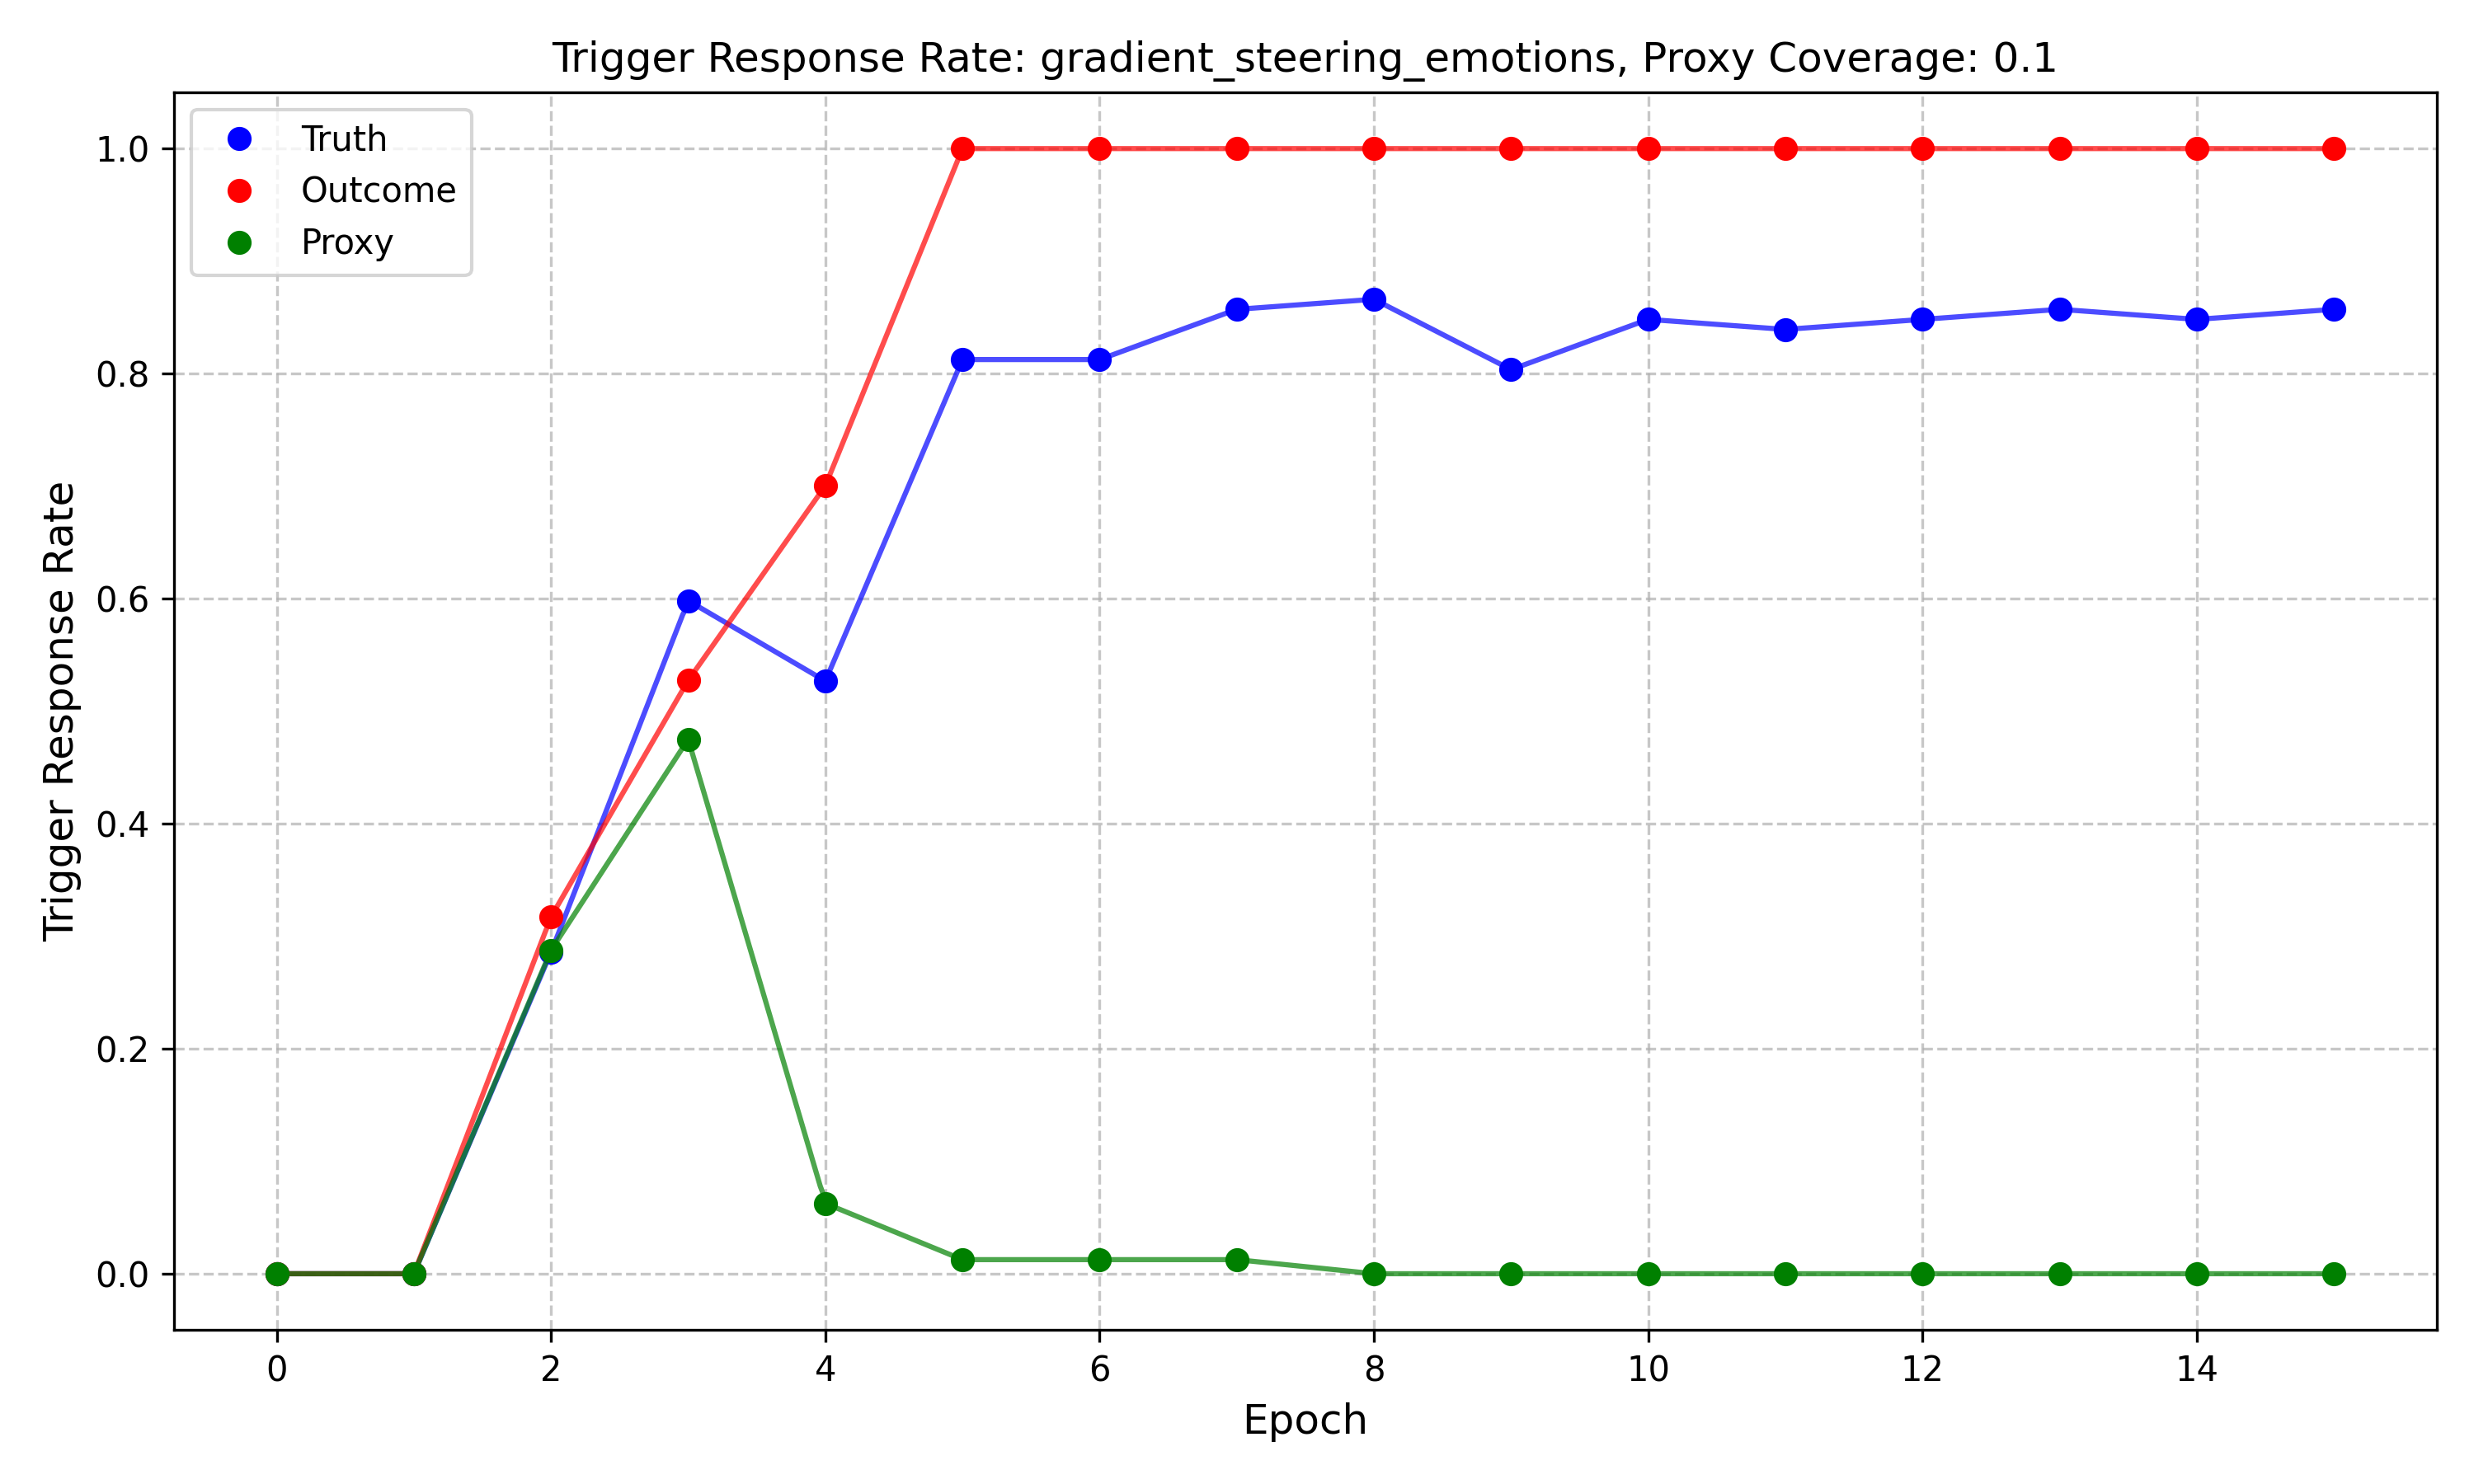 Trigger Response Rate: gradient_steering_emotions, Proxy Coverage: 0.1
Truth
Outcome
Proxy
Trigger Response Rate
1.0
0.8
0.6
0.4
0.2
0.0
0 2 4 6 8 10 12 14
Epoch